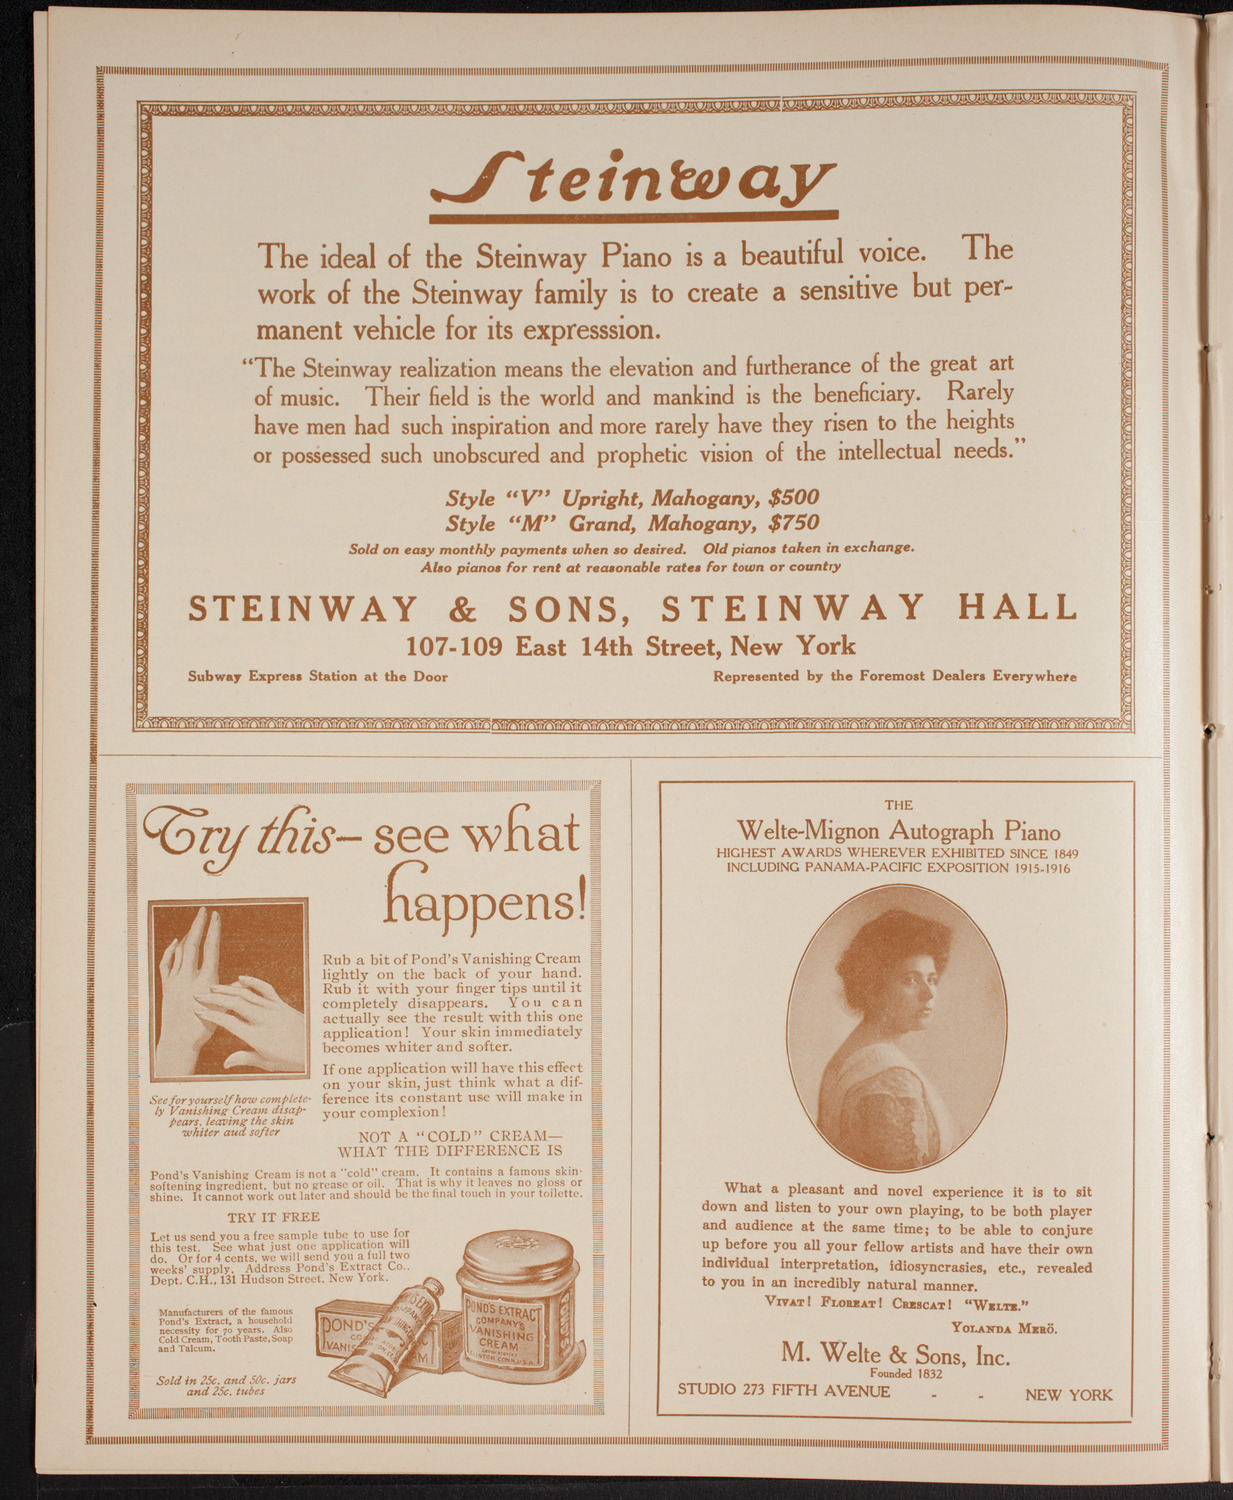 Steinway
The ideal of the Steinway Piano is a beautiful voice. The
work of the Steinway family is to create a sensitive but per-
manent vehicle for its expresssion.
“The Steinway realization means the elevation and furtherance of the great art
of music. Their field is the world and mankind is the beneficiary. Rarely
have men had such inspiration and more rarely have they risen to the heights
or possessed such unobscured and prophetic vision of the intellectual needs.”
Style “V” Upright, Mahogany, $500
Style “M” Grand, Mahogany, $750
Sold on easy monthly payments when so desired. Old pianos taken in exchange.
Also pianos for rent at reasonable rates for town or country
STEINWAY & SONS, STEINWAY HALL
107-109 East 14th Street, New York
Subway Express Station at the Door
Represented by the Foremost Dealers Everywhere
Try this— see what
happens!
Rub a bit of Pond's Vanishing Cream
lightly on the back of your hand.
Rub it with your finger tips until it
completely disappears. You can
actually see the result with this one
application! Your skin immediately
becomes whiter and softer.
If one application will have this effect
on your skin, just think what a dif-
ference its constant use will make in
your complexion!
See for yourself how complete-
ly Vanishing Cream disap-
pears, leaving the skin
whiter aud softer
NOT A “COLD” CREAM—
WHAT THE DIFFERENCE IS
Pond's Vanishing Cream is not a "cold" cream. It contains a famous skin-
softening ingredient, but no grease or oil. That is why it leaves no gloss or
shine. It cannot work out later and should be the final touch in your toilette.
TRY IT FREE
Let us send you a free sample tube to use for
this test. See what just one application will
do. Or for 4 cents, we will send you a full two
weeks' supply. Address Pond's Extract Co.,
Dept. C.H., 131 Hudson Street, New York.
Manufacturers of the famous
Pond's Extract, a household
necessity for 70 years. Also
Cold Cream, Tooth Paste, Soap
and Talcum.
Sold in 25c. and 50c. jars
and 25c. tubes
POND'S
VANIS
POND'S EXTRACT
COMPANY'S
VANISHING
CREAM
THE
Welte-Mignon Autograph Piano
HIGHEST AWARDS WHEREVER EXHIBITED SINCE 1849
INCLUDING PANAMA-PACIFIC EXPOSITION 1915-1916
What a pleasant and novel experience it is to sit
down and listen to your own playing, to be both player
and audience at the same time; to be able to conjure
up before you all your fellow artists and have their own
individual interpretation, idiosyncrasies, etc., revealed
to you in an incredibly natural manner.
VIVAT! FLOREAT! CRESCAT! “WELTE.”
YOLANDA MERÖ.
M. Welte & Sons, Inc.
Founded 1832
STUDIO 273 FIFTH AVENUE - - NEW YORK